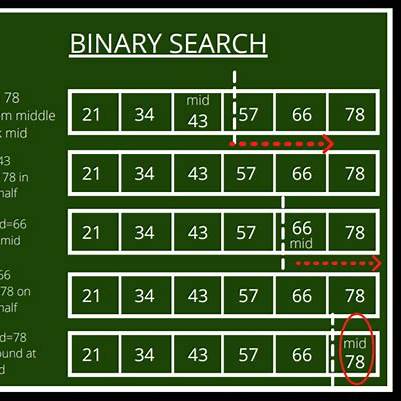 BINARY SEARCH
78
m middle
mid
mid
21 34 43 57 66 78
43
78 in
half
21 34 43 57 66 78
d=66
mid
21 34 43 57 66 78
mid
66
78 on
half
21 34 43 57 66 78
d=78
ound at
d
mid
21 34 43 57 66 78